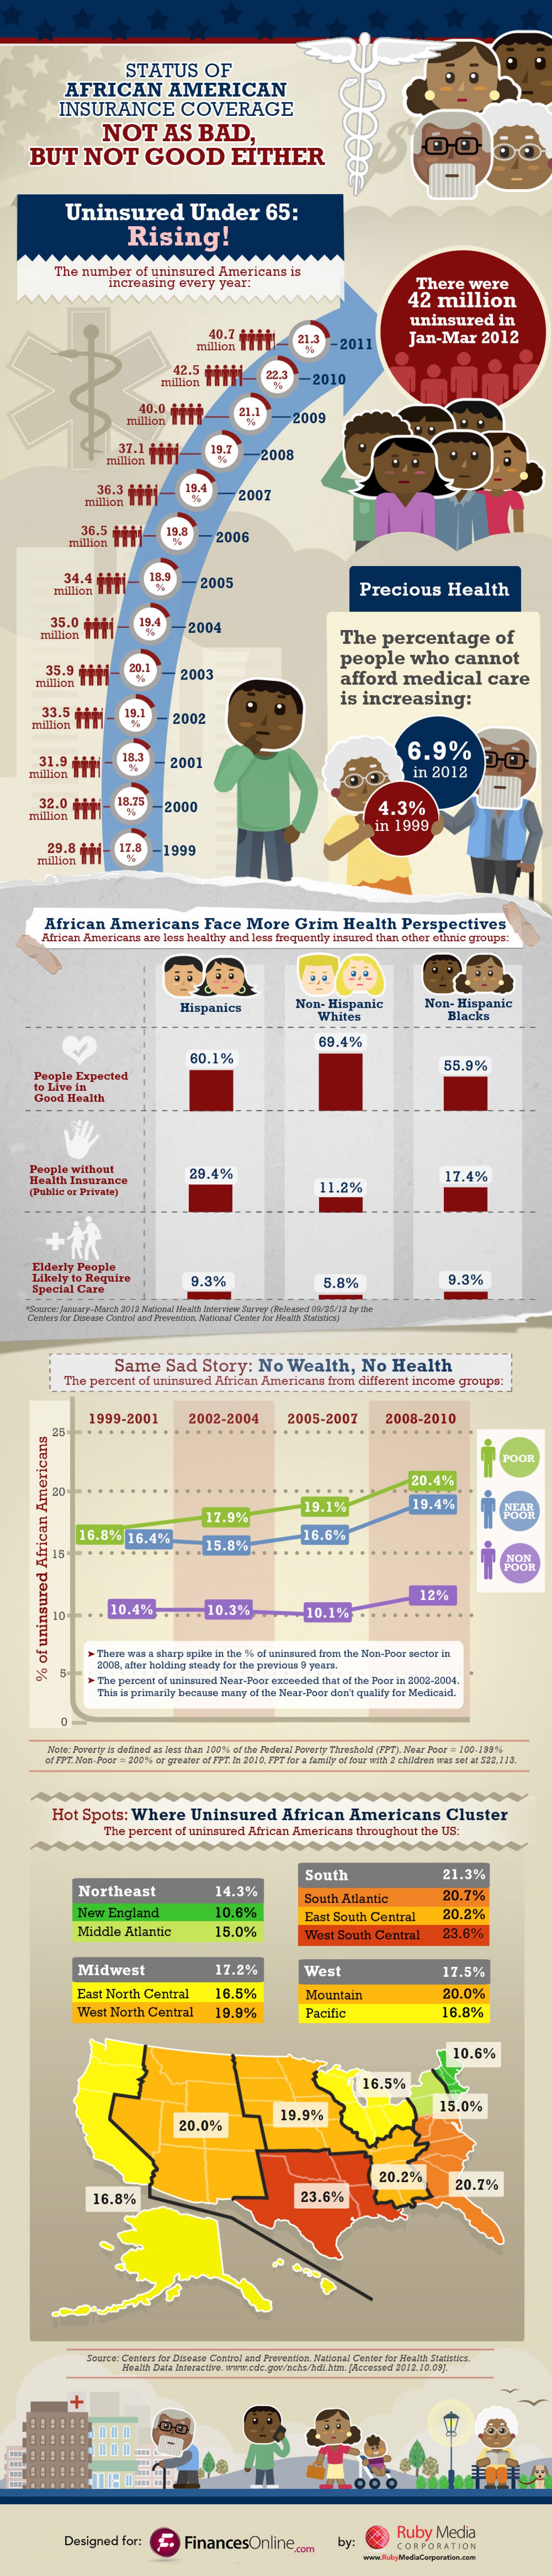 STATUS OF
AFRICAN AMERICAN
INSURANCE COVERAGE
NOT AS BAD,
BUT NOT GOOD EITHER
Uninsured Under 65:
Rising!
The number of uninsured Americans is
increasing every year:
There were
42 million
uninsured in
Jan-Mar 2012
40.7
million
21.3
%
2011
42.5
million
22.3
%
2010
40.0
million
21.1
%
2009
37.1
million
19.7
%
2008
36.3
million
19.4
%
2007
36.5
million
19.8
%
2006
34.4
million
18.9
%
2005
35.0
million
19.4
%
2004
35.9
million
20.1
%
2003
33.5
million
19.1
%
2002
31.9
million
18.3
%
2001
32.0
million
18.75
%
2000
29.8
million
17.8
%
1999
Precious Health
The percentage of
people who cannot
afford medical care
is increasing:
6.9%
in 2012
4.3%
in 1999
African Americans Face More Grim Health Perspectives
African Americans are less healthy and less frequently insured than other ethnic groups:
Hispanics
Non- Hispanic
Whites
Non- Hispanic
Blacks
People Expected
to Live in
Good Health
60.1%
69.4%
55.9%
People without
Health Insurance
(Public or Private)
29.4%
11.2%
17.4%
Elderly People
Likely to Require
Special Care
9.3%
5.8%
9.3%
*Source: January–March 2012 National Health Interview Survey (Released 09/25/12 by the
Centers for Disease Control and Prevention. National Center for Health Statistics)
Same Sad Story: No Wealth, No Health
The percent of uninsured African Americans from different income groups:
% of uninsured African Americans
1999-2001
2002-2004
2005-2007
2008-2010
25
20
15
10
5
0
16.8%
17.9%
19.1%
20.4%
16.4%
15.8%
16.6%
19.4%
10.4%
10.3%
10.1%
12%
POOR
NEAR
POOR
NON
POOR
➤ There was a sharp spike in the % of uninsured from the Non-Poor sector in
2008, after holding steady for the previous 9 years.
➤ The percent of uninsured Near-Poor exceeded that of the Poor in 2002-2004.
This is primarily because many of the Near-Poor don't qualify for Medicaid.
Note: Poverty is defined as less than 100% of the Federal Poverty Threshold (FPT). Near Poor = 100-199%
of FPT. Non-Poor = 200% or greater of FPT. In 2010, FPT for a family of four with 2 children was set at $22,113.
Hot Spots: Where Uninsured African Americans Cluster
The percent of uninsured African Americans throughout the US:
Northeast 14.3%
New England 10.6%
Middle Atlantic 15.0%
South 21.3%
South Atlantic 20.7%
East South Central 20.2%
West South Central 23.6%
Midwest 17.2%
East North Central 16.5%
West North Central 19.9%
West 17.5%
Mountain 20.0%
Pacific 16.8%
10.6%
16.5%
15.0%
19.9%
20.0%
20.2%
20.7%
23.6%
16.8%
Source: Centers for Disease Control and Prevention. National Center for Health Statistics.
Health Data Interactive. www.cdc.gov/nchs/hdi.htm. [Accessed 2012.10.09].
Designed for: FinancesOnline.com by: Ruby Media
CORPORATION
www.RubyMediaCorporation.com